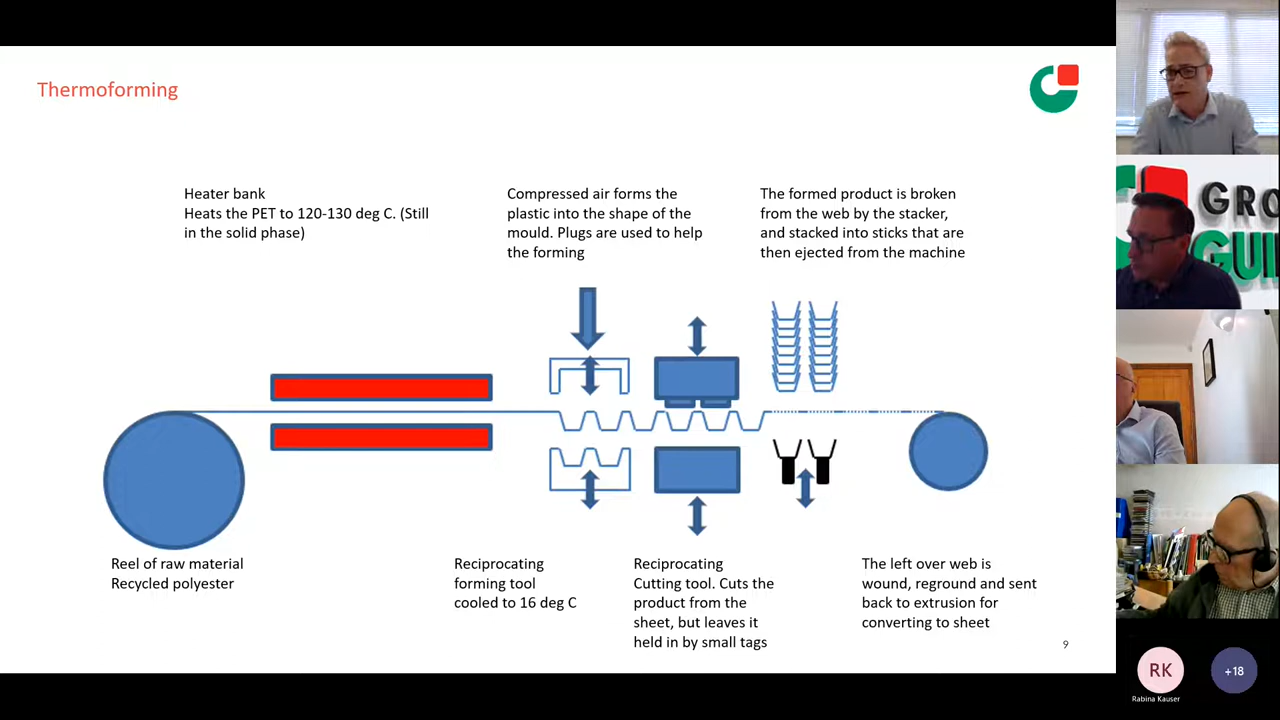 Thermoforming
Heater bank
Heats the PET to 120-130 deg C. (Still
in the solid phase)
Compressed air forms the
plastic into the shape of the
mould. Plugs are used to help
the forming
The formed product is broken
from the web by the stacker,
and stacked into sticks that are
then ejected from the machine
Reel of raw material
Recycled polyester
Reciprocating
forming tool
cooled to 16 deg C
Reciprocating
Cutting tool. Cuts the
product from the
sheet, but leaves it
held in by small tags
The left over web is
wound, reground and sent
back to extrusion for
converting to sheet
9
GRO
GUI
RK
+18
Rabina Kauser